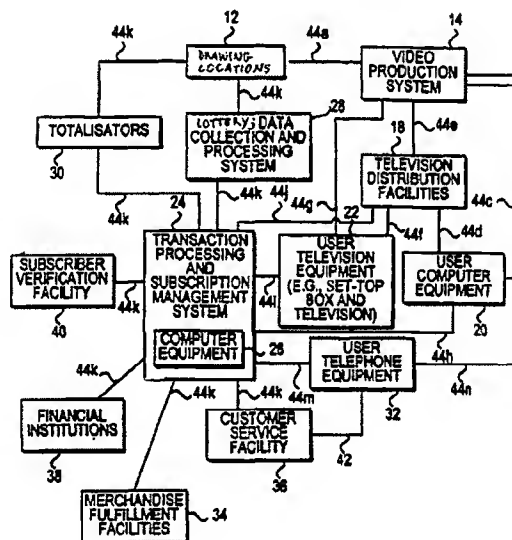 12
44k
DRAWING LOCATIONS
44a
14
VIDEO
PRODUCTION
SYSTEM
44k
28
LOTTERY; DATA
COLLECTION AND
PROCESSING
SYSTEM
TOTALISATORS
30
18
44e
TELEVISION
DISTRIBUTION
FACILITIES
44c
44k
24
44k
44j
44g
22
44f
44d
TRANSACTION
PROCESSING
AND
SUBSCRIPTION
MANAGEMENT
SYSTEM
COMPUTER
EQUIPMENT
26
USER
TELEVISION
EQUIPMENT
(E.G., SET-TOP
BOX AND
TELEVISION)
USER
COMPUTER
EQUIPMENT
20
SUBSCRIBER
VERIFICATION
FACILITY
40
44k
44i
44h
44k
44k
44k
44m
USER
TELEPHONE
EQUIPMENT
32
44n
FINANCIAL
INSTITUTIONS
38
CUSTOMER
SERVICE
FACILITY
36
42
MERCHANDISE
FULFILLMENT
FACILITIES
34